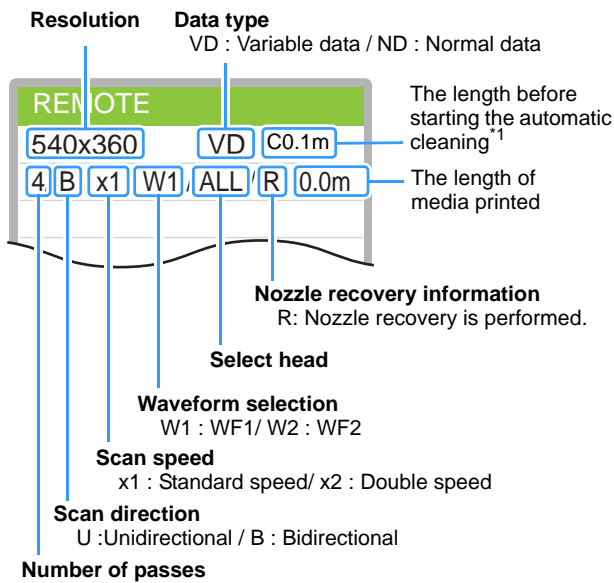 Resolution
Data type
VD : Variable data / ND : Normal data
REMOTE
540x360 VD C0.1m
The length before
starting the automatic
cleaning*1
4/ B x1 W1 / ALL / R 0.0m
The length of
media printed
Nozzle recovery information
R: Nozzle recovery is performed.
Select head
Waveform selection
W1 : WF1/ W2 : WF2
Scan speed
x1 : Standard speed/ x2 : Double speed
Scan direction
U :Unidirectional / B : Bidirectional
Number of passes